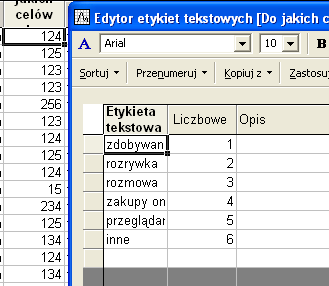 jakich
celów
124
123
123
123
256
123
123
125
124
15
234
125
134
124
134
Edytor etykiet tekstowych [Do jakich c
A Arial 10 B
Sortuj Przenumeruj Kopiuj z Zastosu
Etykieta tekstowa Liczbowe Opis
zdobywan 1
rozrywka 2
rozmowa 3
zakupy on 4
przeglądar 5
inne 6